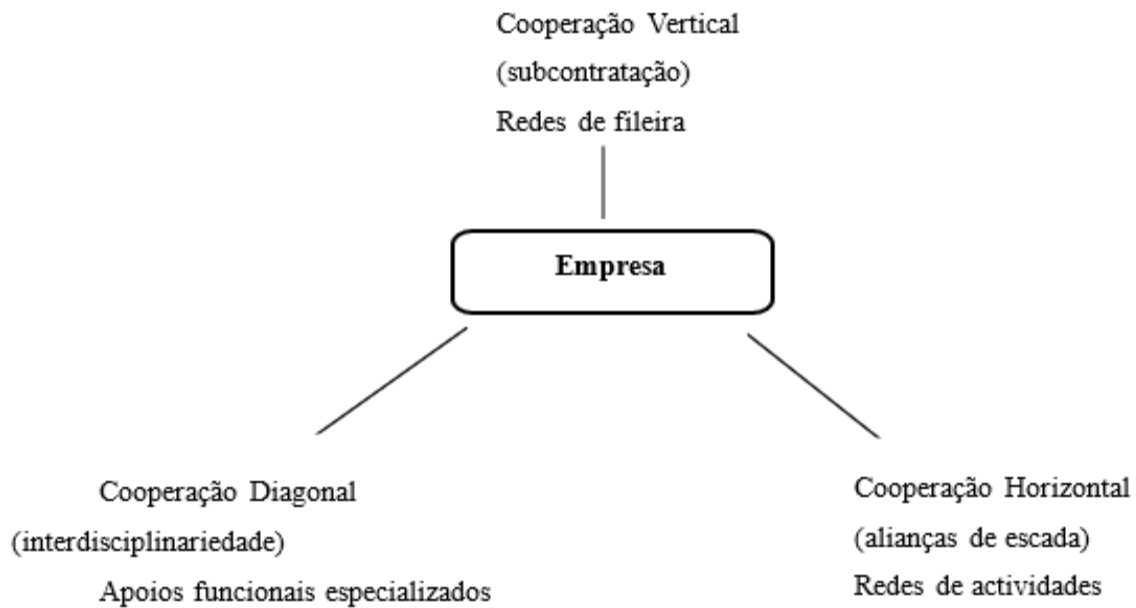 Cooperação Vertical
(subcontratação)
Redes de fileira
Empresa
Cooperação Diagonal
(interdisciplinariedade)
Apoios funcionais especializados
Cooperação Horizontal
(alianças de escada)
Redes de actividades